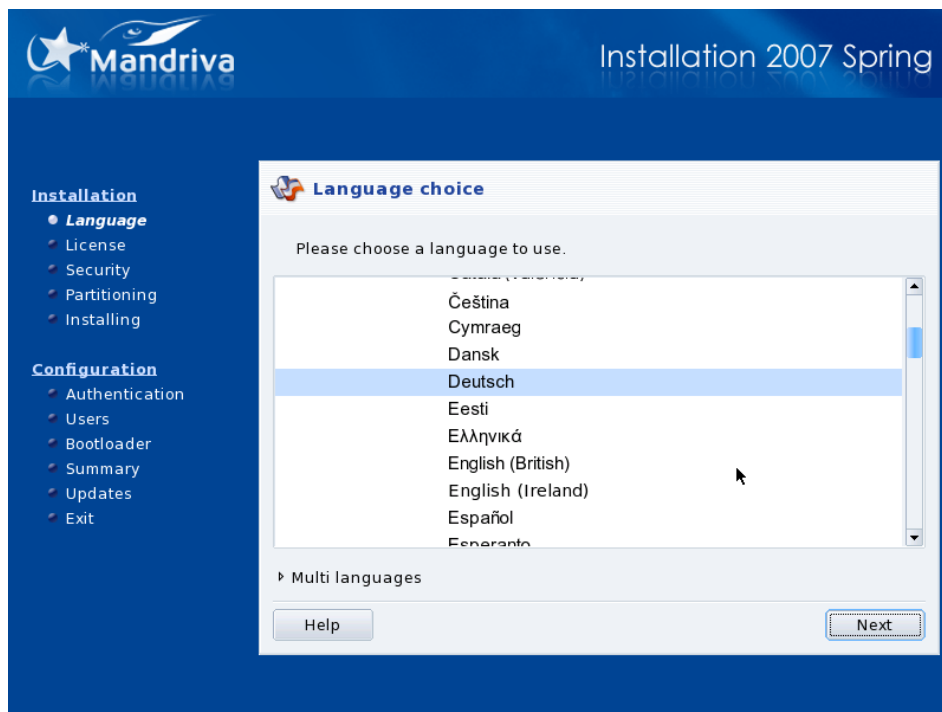 Mandriva
Installation 2007 Spring
Installation
Language
License
Security
Partitioning
Installing
Configuration
Authentication
Users
Bootloader
Summary
Updates
Exit
Language choice
Please choose a language to use.
Čeština
Cymraeg
Dansk
Deutsch
Eesti
Ελληνικά
English (British)
English (Ireland)
Español
Esperanto
Multi languages
Help
Next